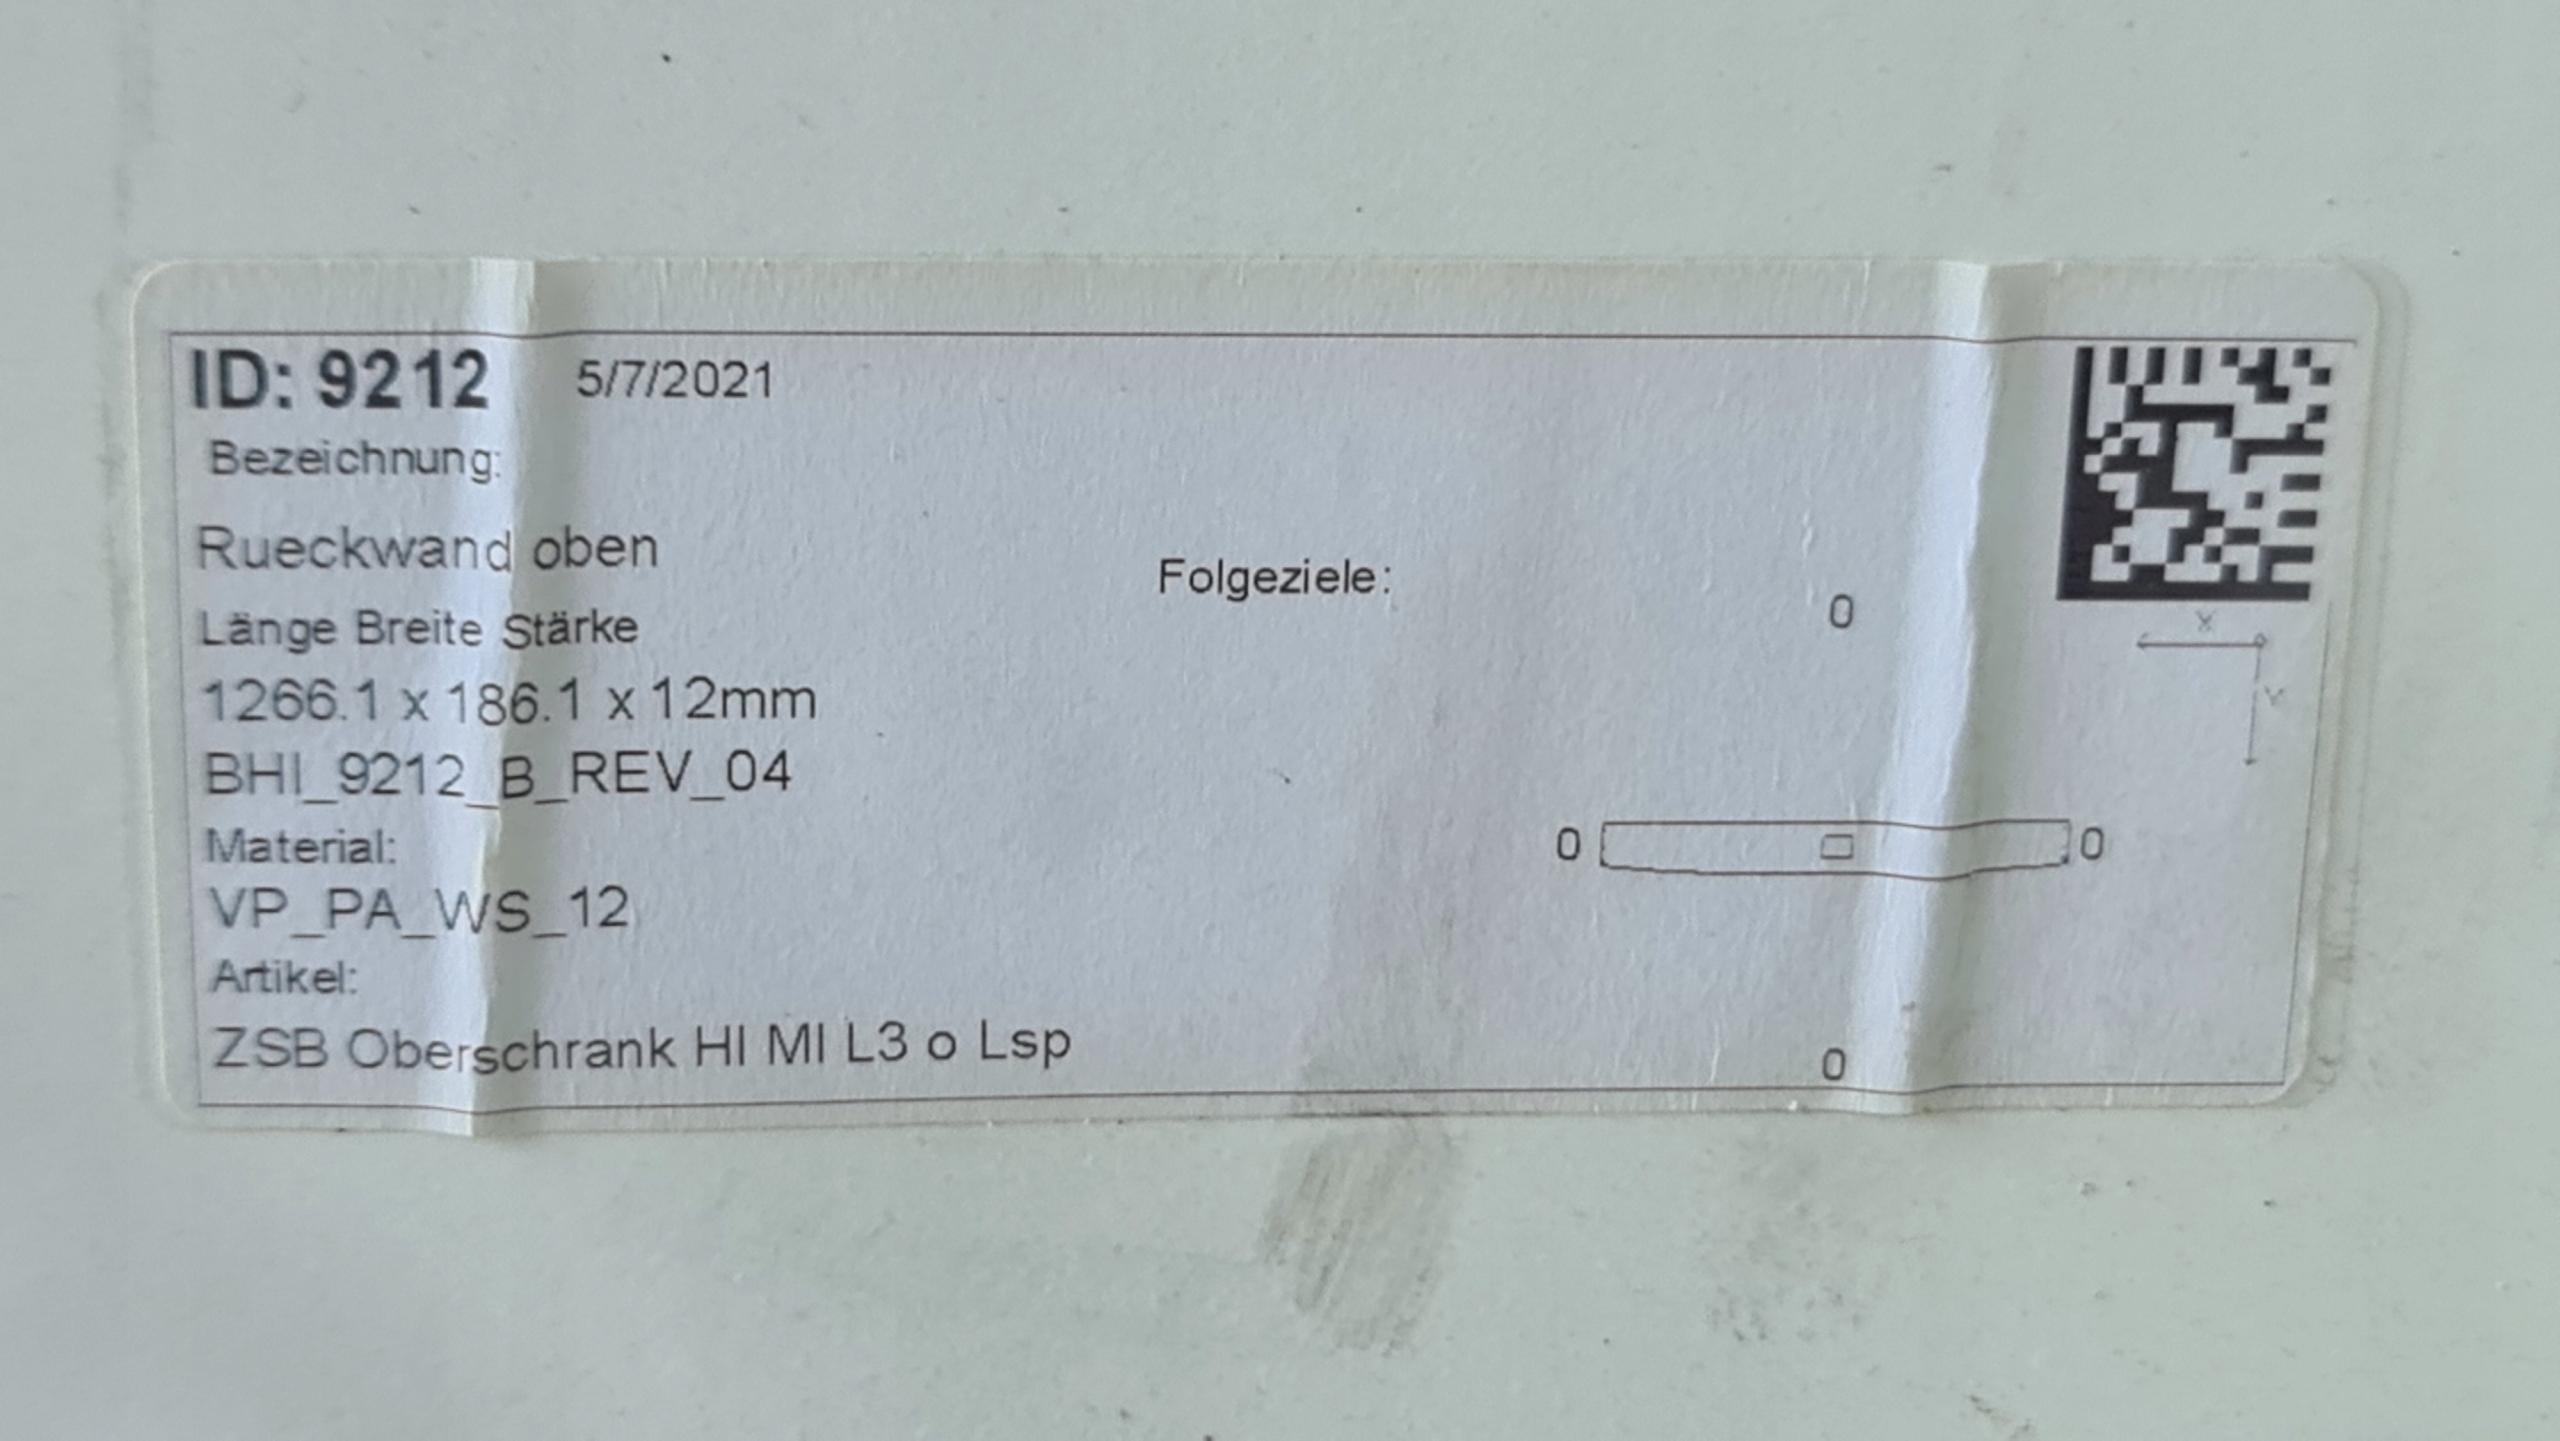 ID: 9212 5/7/2021
Bezeichnung:
Rueckwand oben
Folgeziele:
0
Länge Breite Stärke
X
1266.1 x 186.1 x 12mm
Y
BHI_9212_B_REV_04
Material:
0 0
VP_PA_WS_12
Artikel:
ZSB Oberschrank HI MI L3 o Lsp
0